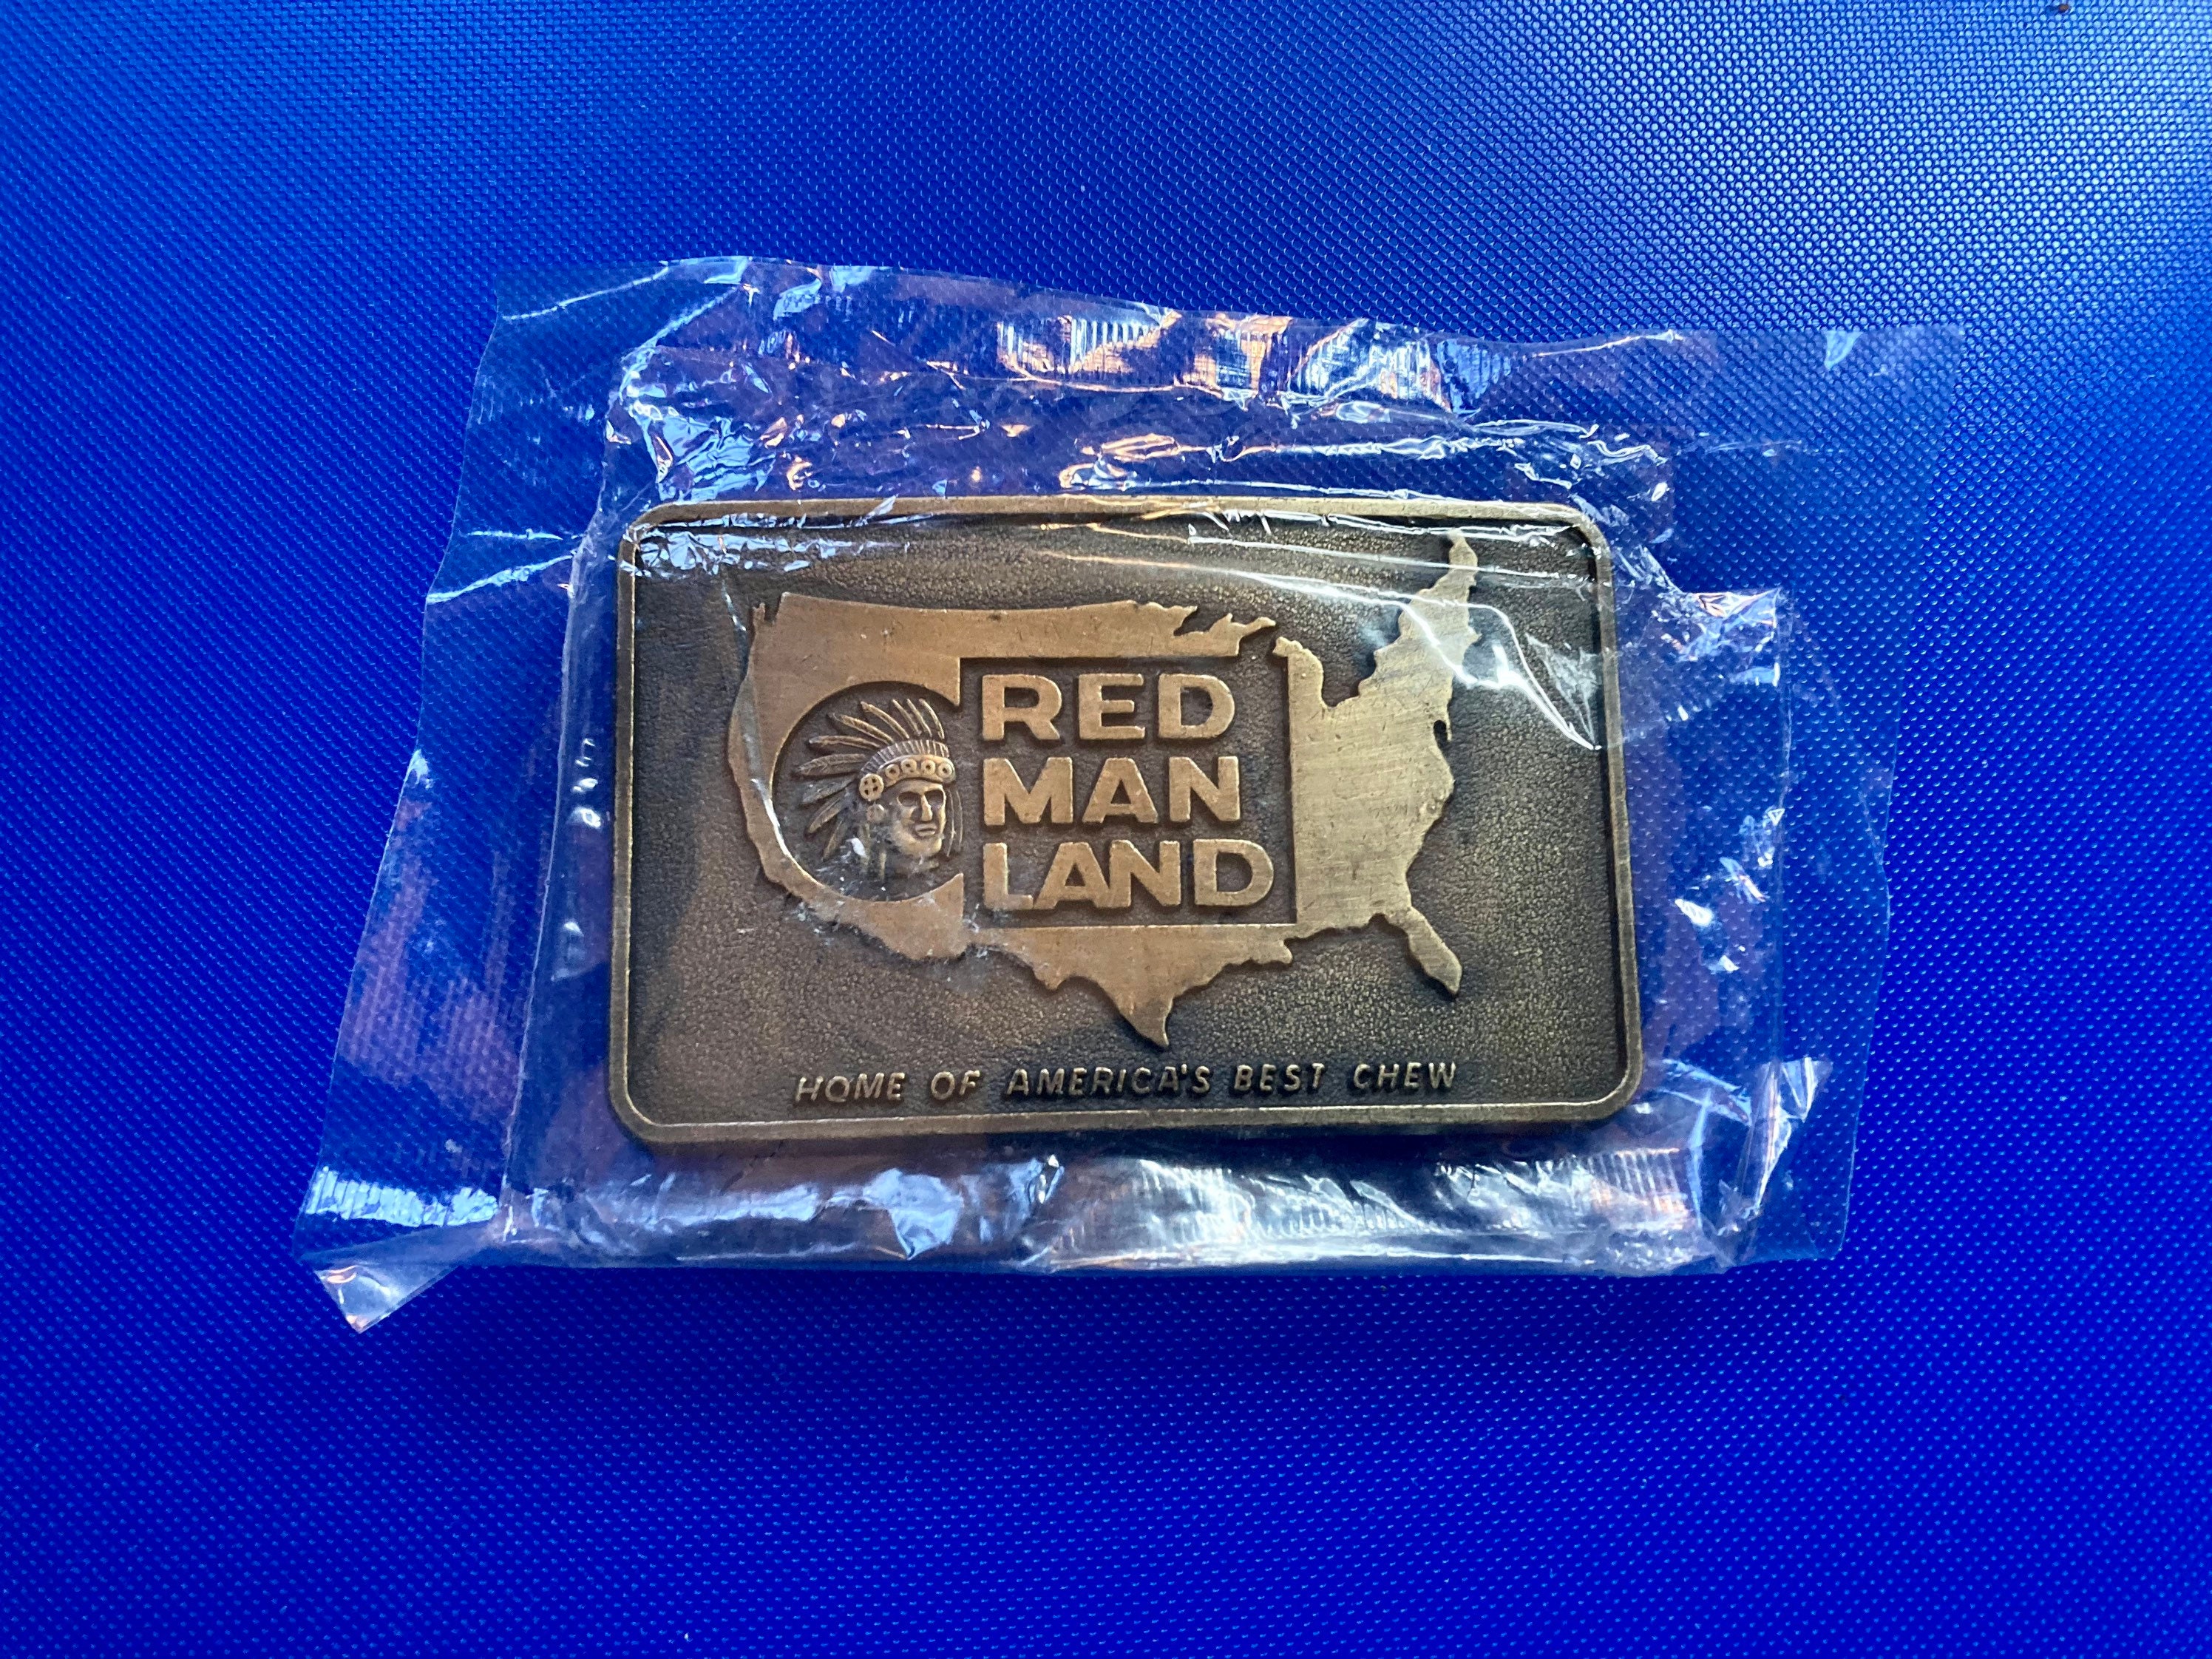 RED
MAN
LAND
HOME OF AMERICA'S BEST CHEW